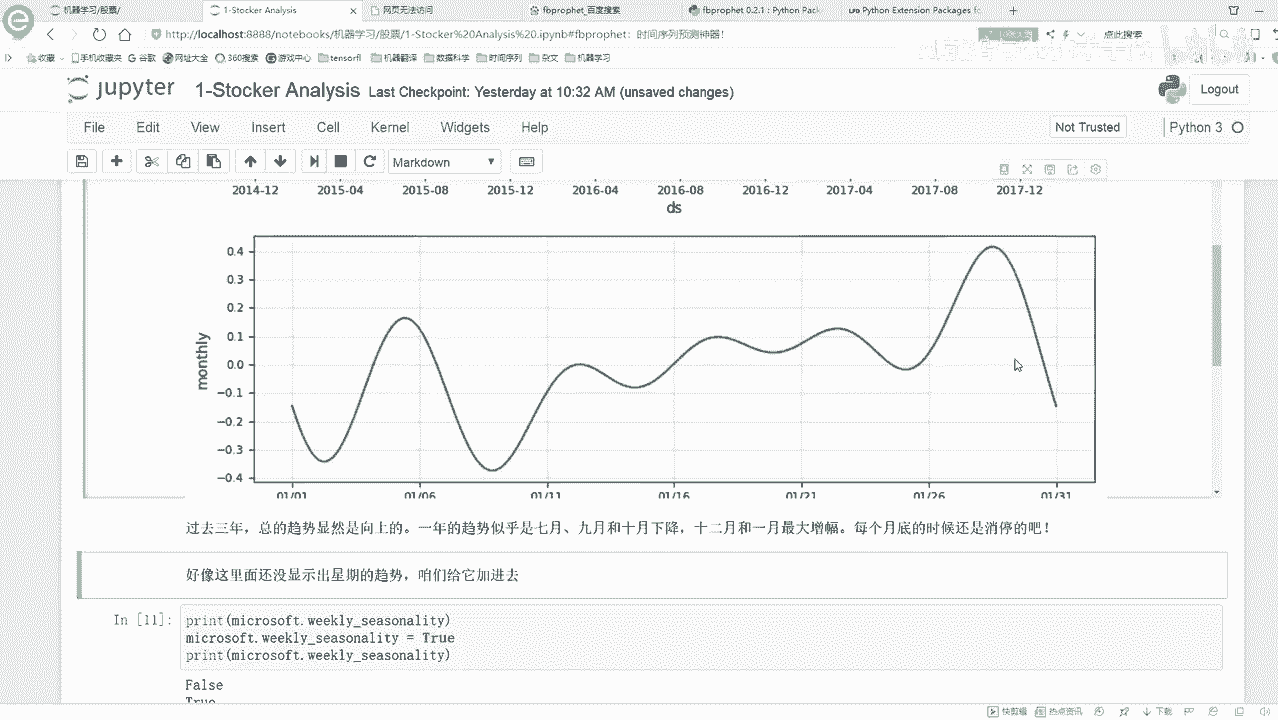 机器学习/股票/
1-Stocker Analysis
网页无法访问
fbprophet_百度搜索
fbprophet 0.2.1 : Python Pack
Python Extension Packages fo
http://localhost:8888/notebooks/机器学习/股票/1-Stocker%20Analysis%20.ipynb#fbprophet：时间序列预测神器!
点此搜索
收藏 手机收藏夹 谷歌 网址大全 360搜索 游戏中心 tensorfl 机器翻译 数据科学 时间序列 杂文 机器学习
jupyter 1-Stocker Analysis Last Checkpoint: Yesterday at 10:32 AM (unsaved changes)
Logout
File Edit View Insert Cell Kernel Widgets Help
Not Trusted
Python 3
Markdown
2014-12 2015-04 2015-08 2015-12 2016-04 2016-08 2016-12 2017-04 2017-08 2017-12
ds
0.4
0.3
0.2
0.1
0.0
−0.1
−0.2
−0.3
−0.4
monthly
01/01 01/06 01/11 01/16 01/21 01/26 01/31
过去三年，总的趋势显然是向上的。一年的趋势似乎是七月、九月和十月下降，十二月和一月最大增幅。每个月底的时候还是消停的吧!
好像这里面还没显示出星期的趋势，咱们给它加进去
In [11]:
print(microsoft.weekly_seasonality)
microsoft.weekly_seasonality = True
print(microsoft.weekly_seasonality)
False
True
快剪辑 热点资讯 下载